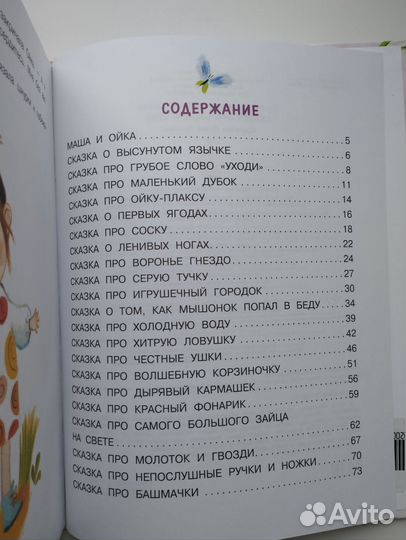 СОДЕРЖАНИЕ
МАША И ОЙКА 5
СКАЗКА О ВЫСУНУТОМ ЯЗЫЧКЕ 6
СКАЗКА ПРО ГРУБОЕ СЛОВО «УХОДИ» 8
СКАЗКА ПРО МАЛЕНЬКИЙ ДУБОК 11
СКАЗКА ПРО ОЙКУ-ПЛАКСУ 14
СКАЗКА О ПЕРВЫХ ЯГОДАХ 16
СКАЗКА ПРО СОСКУ 18
СКАЗКА О ЛЕНИВЫХ НОГАХ 22
СКАЗКА ПРО ВОРОНЬЕ ГНЕЗДО 24
СКАЗКА ПРО СЕРУЮ ТУЧКУ 27
СКАЗКА ПРО ИГРУШЕЧНЫЙ ГОРОДОК 30
СКАЗКА О ТОМ, КАК МЫШОНОК ПОПАЛ В БЕДУ 34
СКАЗКА ПРО ХОЛОДНУЮ ВОДУ 39
СКАЗКА ПРО ХИТРУЮ ЛОВУШКУ 42
СКАЗКА ПРО ЧЕСТНЫЕ УШКИ 46
СКАЗКА ПРО ВОЛШЕБНУЮ КОРЗИНОЧКУ 51
СКАЗКА ПРО ДЫРЯВЫЙ КАРМАШЕК 56
СКАЗКА ПРО КРАСНЫЙ ФОНАРИК 59
СКАЗКА ПРО САМОГО БОЛЬШОГО ЗАЙЦА
НА СВЕТЕ 62
СКАЗКА ПРО МОЛОТОК И ГВОЗДИ 67
СКАЗКА ПРО НЕПОСЛУШНЫЕ РУЧКИ И НОЖКИ 70
СКАЗКА ПРО БАШМАЧКИ 73
Avito